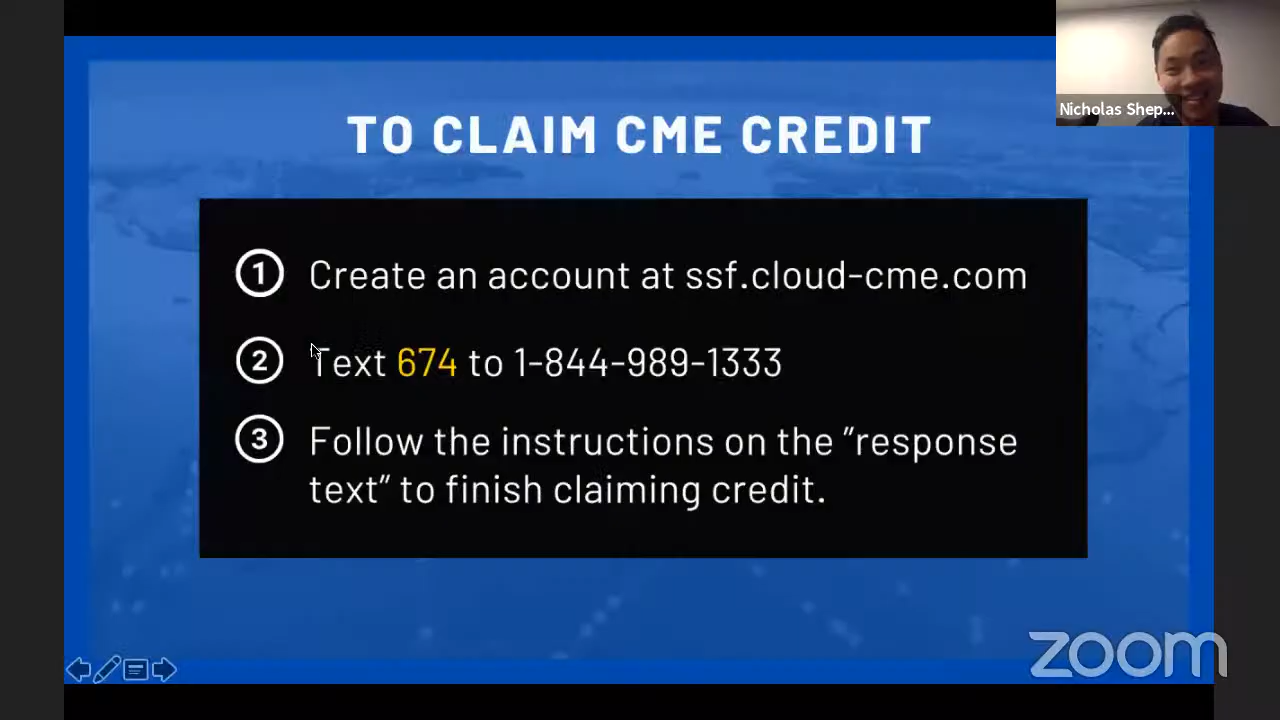 Nicholas Shep...
TO CLAIM CME CREDIT
1 Create an account at ssf.cloud-cme.com
2 Text 674 to 1-844-989-1333
3 Follow the instructions on the "response
text" to finish claiming credit.
zoom